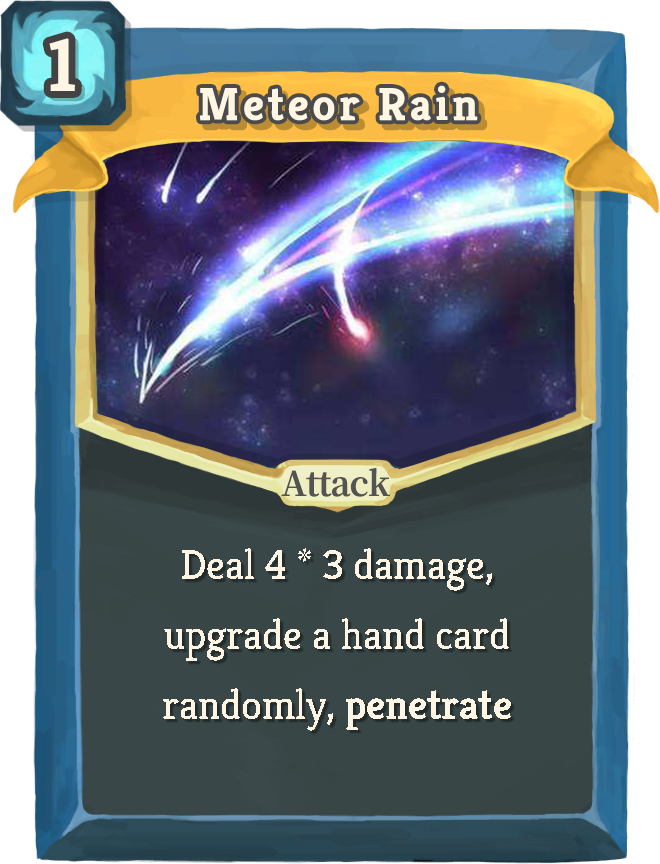 1
Meteor Rain
Attack
Deal 4 * 3 damage,
upgrade a hand card
randomly, penetrate